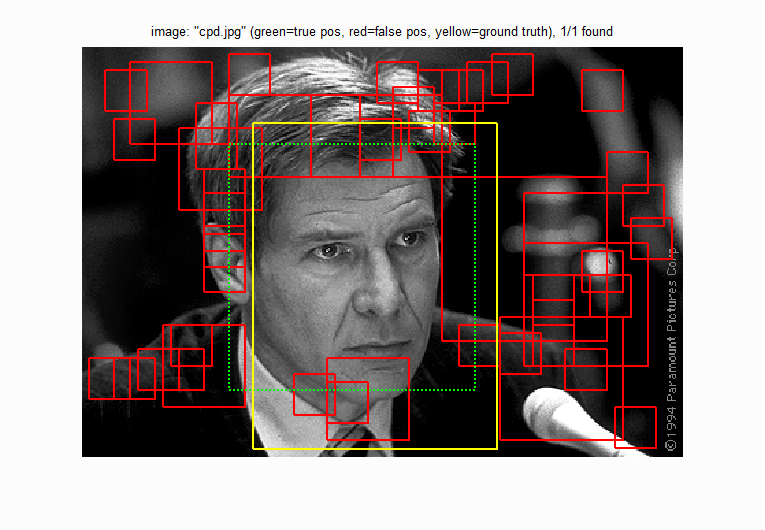 image: "cpd.jpg" (green=true pos, red=false pos, yellow=ground truth), 1/1 found
©1994 Paramount Pictures Corp.